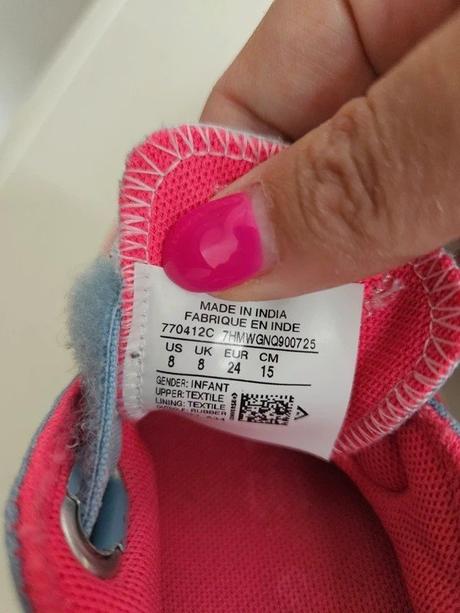 MADE IN INDIA
FABRIQUE EN INDE
770412C 7HMWGNQ900725
US UK EUR CM
8 8 24 15
GENDER: INFANT
UPPER: TEXTILE
LINING: TEXTILE
RUBBER